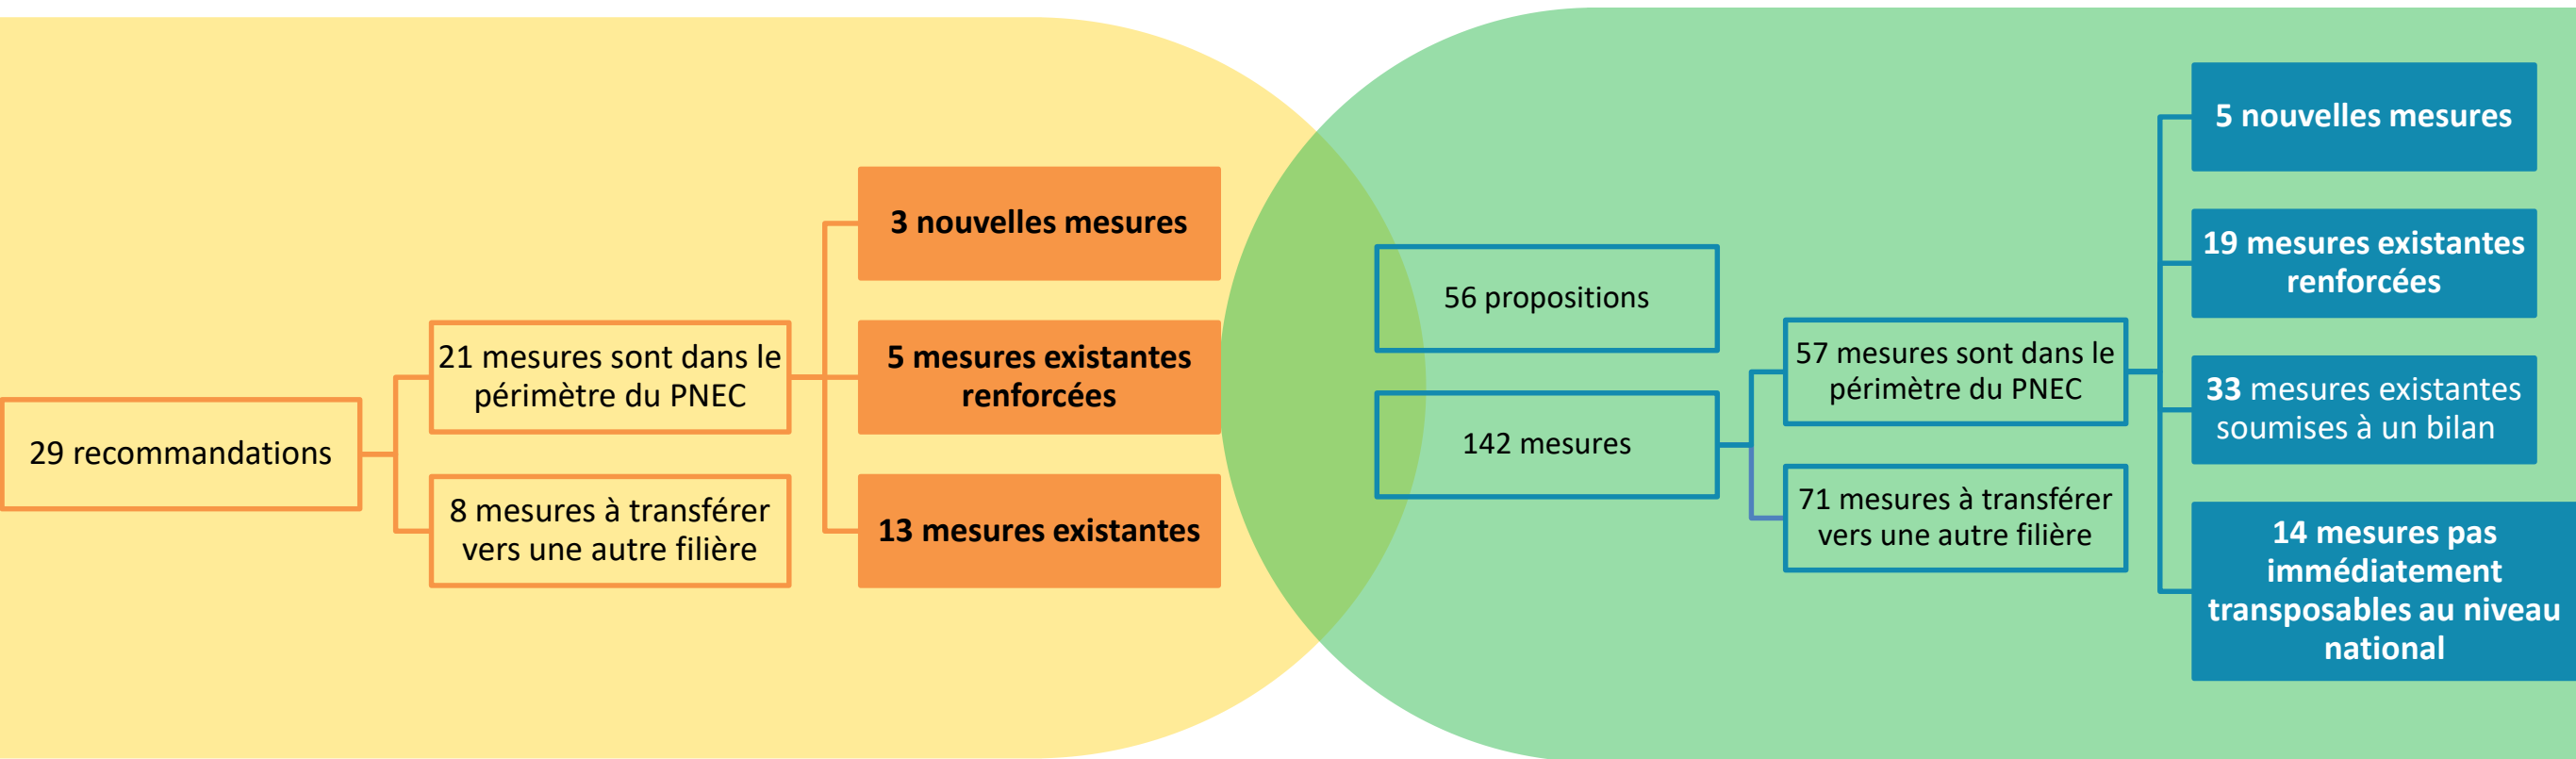 29 recommandations
21 mesures sont dans le
périmètre du PNEC
8 mesures à transférer
vers une autre filière
3 nouvelles mesures
5 mesures existantes
renforcées
13 mesures existantes
56 propositions
142 mesures
57 mesures sont dans le
périmètre du PNEC
71 mesures à transférer
vers une autre filière
5 nouvelles mesures
19 mesures existantes
renforcées
33 mesures existantes
soumises à un bilan
14 mesures pas
immédiatement
transposables au niveau
national